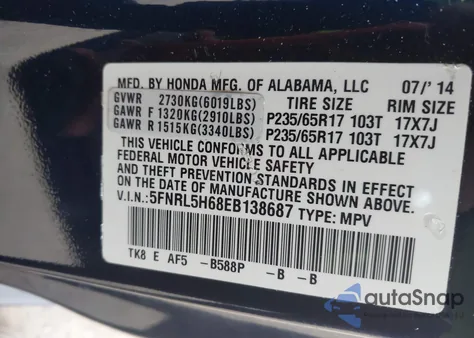 MFD. BY HONDA MFG. OF ALABAMA, LLC 07/'14
GVWR 2730KG(6019LBS) TIRE SIZE RIM SIZE
GAWR F 1320KG(2910LBS) P235/65R17 103T 17X7J
GAWR R 1515KG(3340LBS) P235/65R17 103T 17X7J
THIS VEHICLE CONFORMS TO ALL APPLICABLE
FEDERAL MOTOR VEHICLE SAFETY
AND THEFT PREVENTION STANDARDS IN EFFECT
ON THE DATE OF MANUFACTURE SHOWN ABOVE.
V.I.N.:5FNRL5H68EB138687 TYPE: MPV
TK8 E AF5 -B588P -B -B
autaSnap